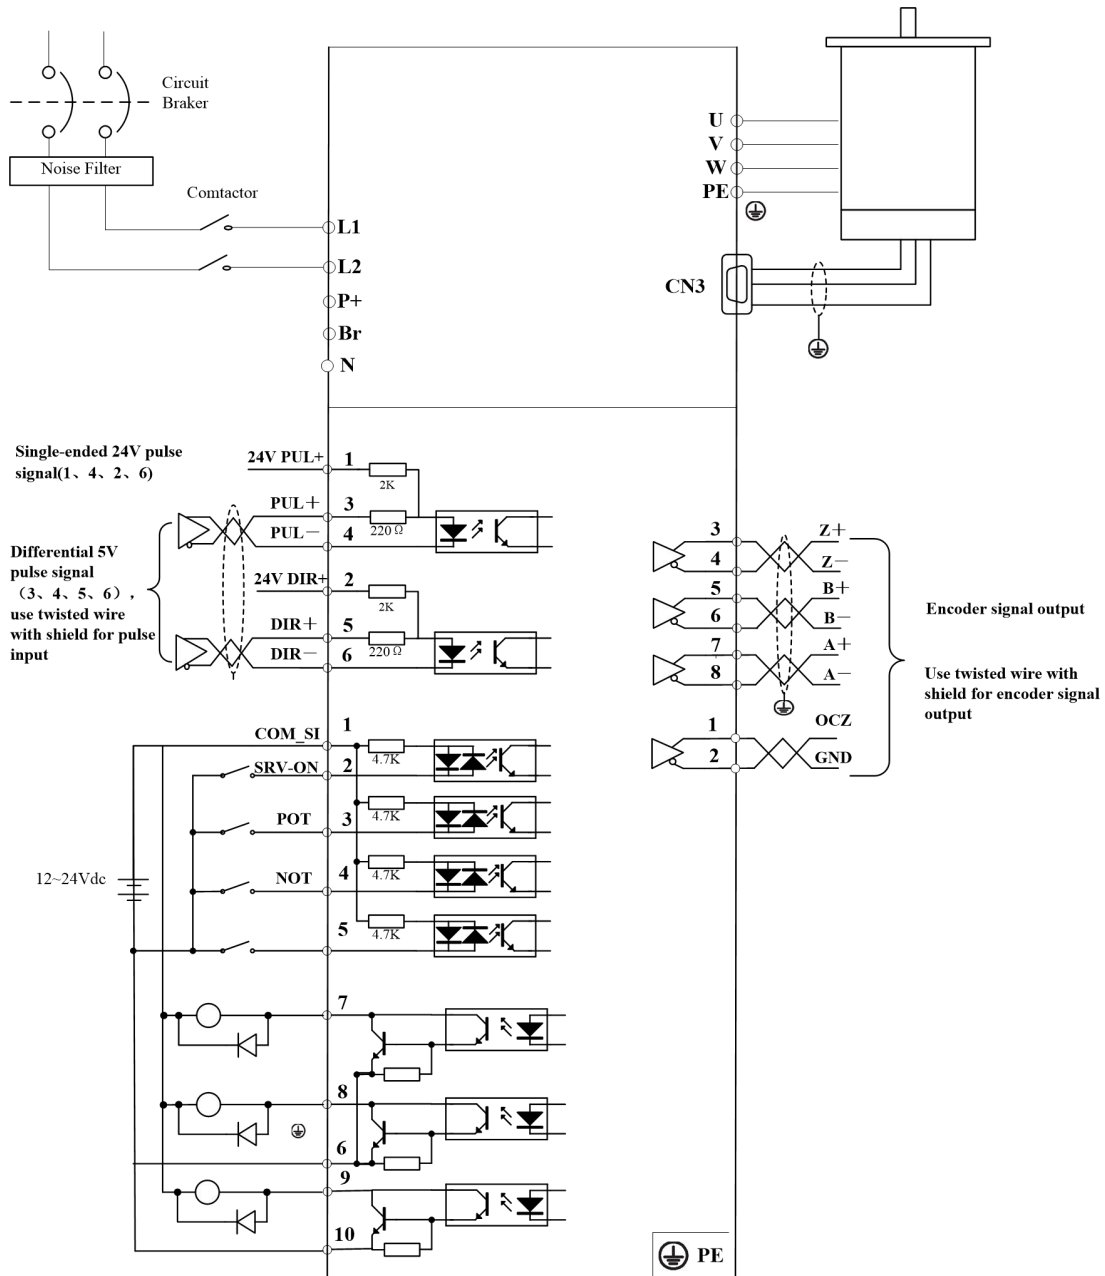 Circuit
Braker
Noise Filter
Comtactor
L1
L2
P+
Br
N
U
V
W
PE
CN3
Single-ended 24V pulse
signal(1、4、2、6)
24V PUL+
1
2K
PUL＋
3
220 Ω
PUL－
4
Differential 5V
pulse signal
（3、4、5、6），
use twisted wire
with shield for pulse
input
24V DIR+
2
2K
DIR＋
5
220 Ω
DIR－
6
3
Z+
4
Z－
5
B+
6
B－
7
A+
8
A－
1
OCZ
2
GND
Encoder signal output
Use twisted wire with
shield for encoder signal
output
COM_SI
1
4.7K
SRV-ON
2
4.7K
POT
3
4.7K
NOT
4
12~24Vdc
4.7K
5
7
8
6
9
10
PE